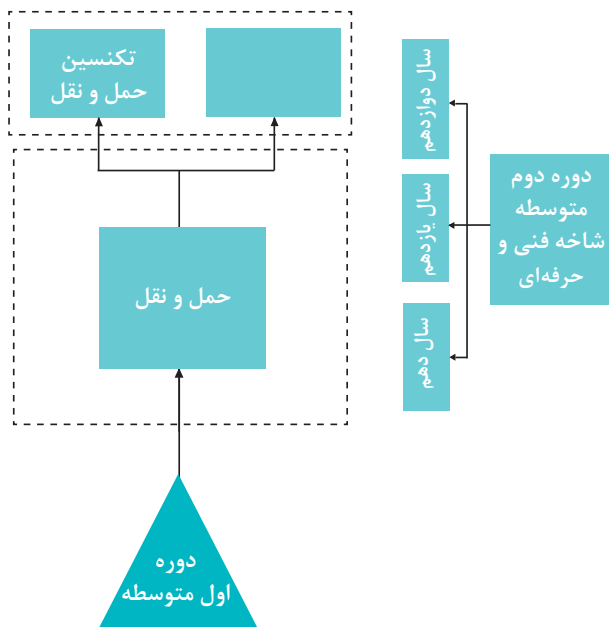 تکنسین
حمل و نقل
سال دوازدهم
دوره دوم
متوسطه
شاخه فنی و
حرفه‌ای
سال یازدهم
حمل و نقل
سال دهم
دوره
اول متوسطه